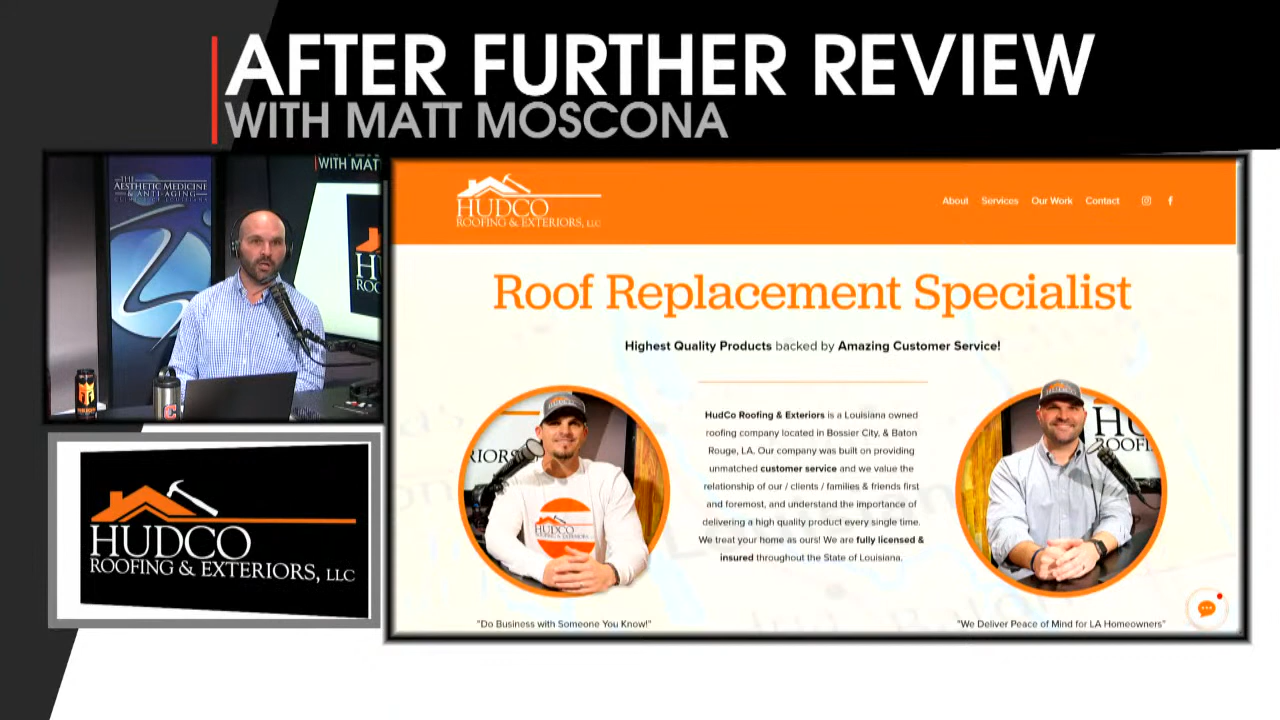 AFTER FURTHER REVIEW
WITH MATT MOSCONA
THE
AESTHETIC MEDICINE
& ANTI-AGING
WITH MAT
HUDCO
ROOFING & EXTERIORS, LLC
About Services Our Work Contact
Roof Replacement Specialist
Highest Quality Products backed by Amazing Customer Service!
HudCo Roofing & Exteriors is a Louisiana owned
roofing company located in Bossier City, & Baton
Rouge, LA. Our company was built on providing
unmatched customer service and we value the
relationship of our / clients / families & friends first
and foremost, and understand the importance of
delivering a high quality product every single time.
We treat your home as ours! We are fully licensed &
insured throughout the State of Louisiana.
"Do Business with Someone You Know!"
"We Deliver Peace of Mind for LA Homeowners"
HUDCO
ROOFING & EXTERIORS, LLC